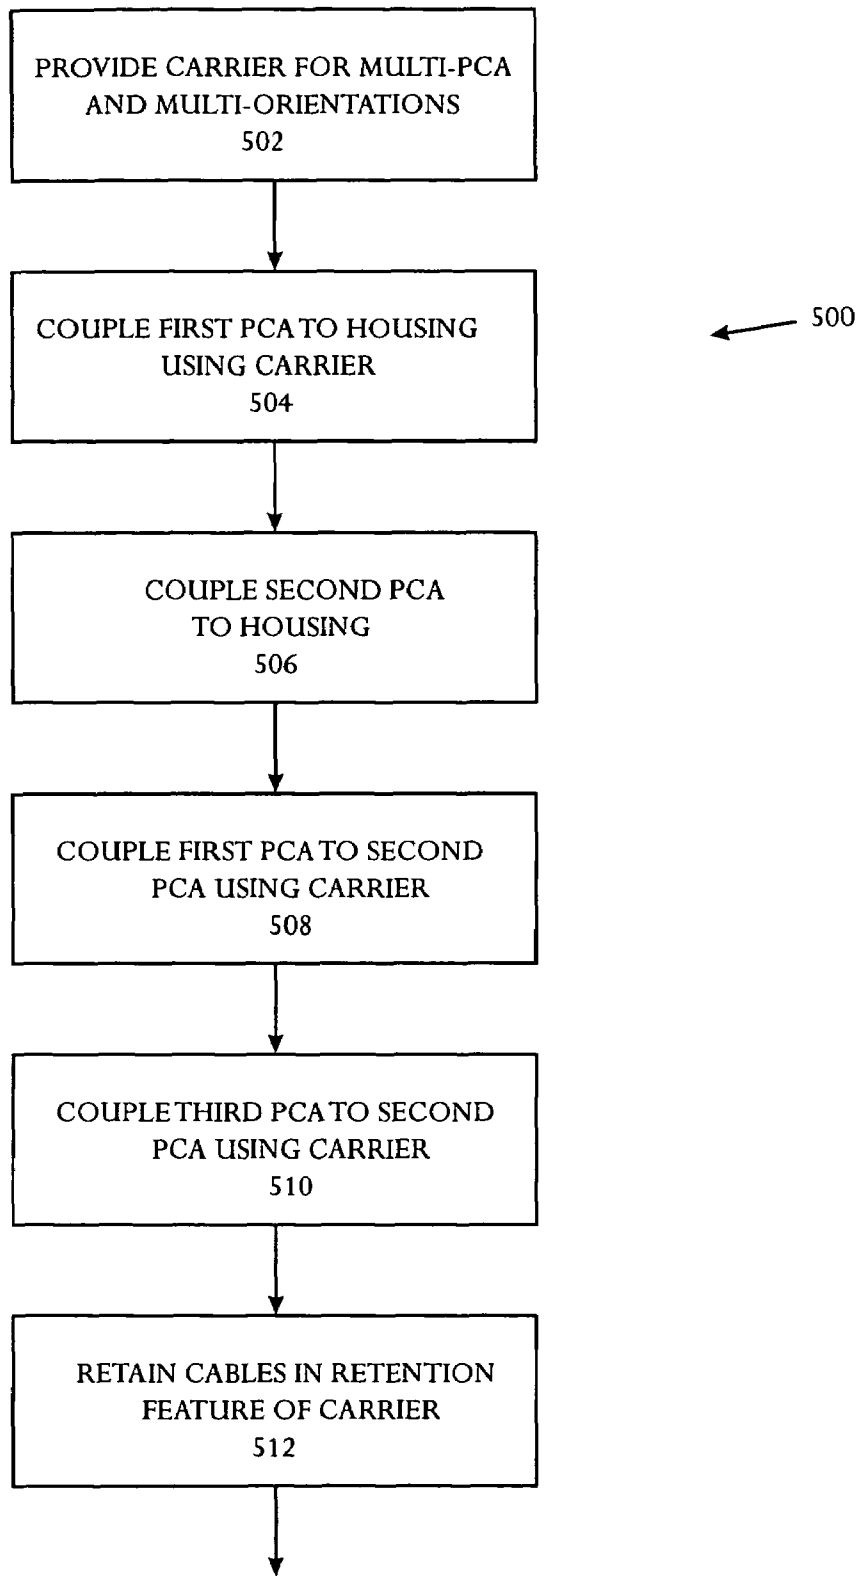 PROVIDE CARRIER FOR MULTI-PCA
AND MULTI-ORIENTATIONS
502
COUPLE FIRST PCA TO HOUSING
USING CARRIER
504
500
COUPLE SECOND PCA
TO HOUSING
506
COUPLE FIRST PCA TO SECOND
PCA USING CARRIER
508
COUPLE THIRD PCA TO SECOND
PCA USING CARRIER
510
RETAIN CABLES IN RETENTION
FEATURE OF CARRIER
512